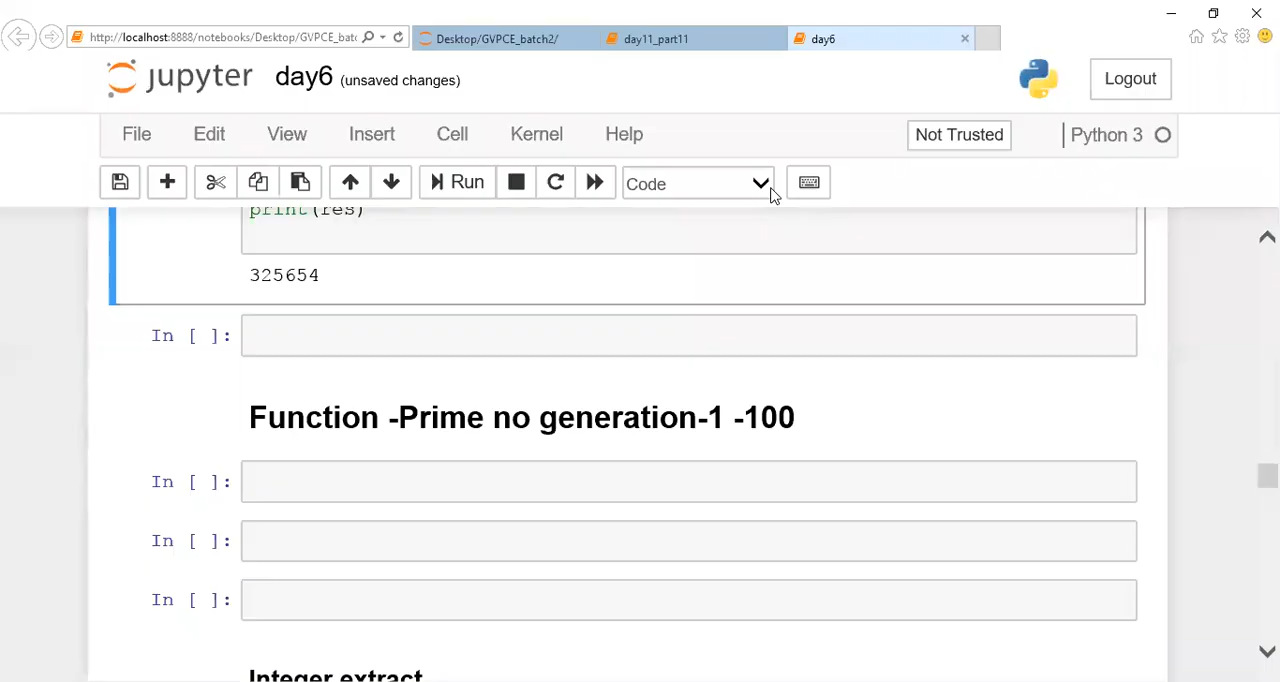 http://localhost:8888/notebooks/Desktop/GVPCE_batc
Desktop/GVPCE_batch2/
day11_part11
day6
jupyter day6 (unsaved changes)
Logout
File Edit View Insert Cell Kernel Help
Not Trusted
Python 3
Run
Code
print(res)
325654
In [ ]:
Function -Prime no generation-1 -100
In [ ]:
In [ ]:
In [ ]:
Integer extract